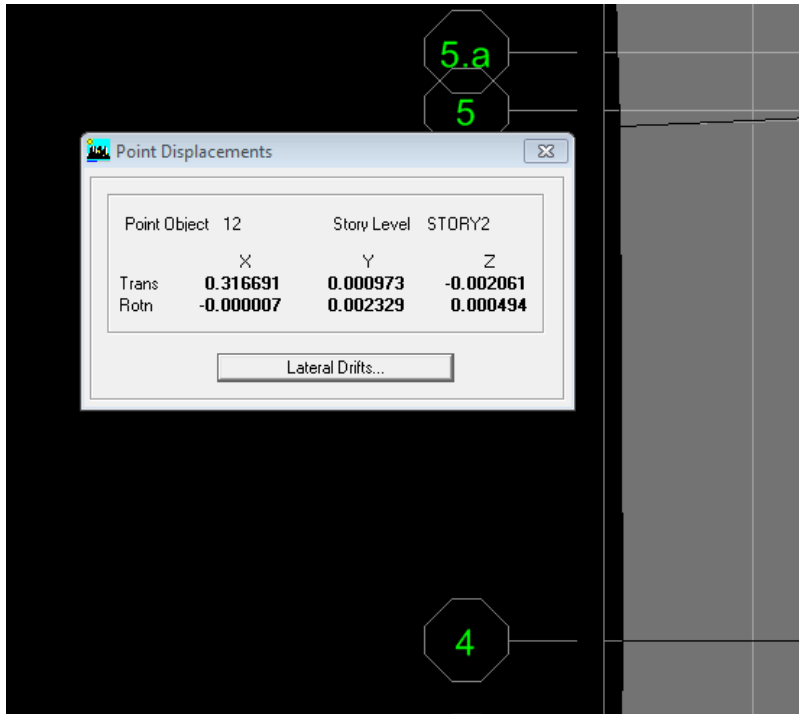 5.a
5
Point Displacements
Point Object 12 Story Level STORY2
X Y Z
Trans 0.316691 0.000973 -0.002061
Rotn -0.000007 0.002329 0.000494
Lateral Drifts...
4